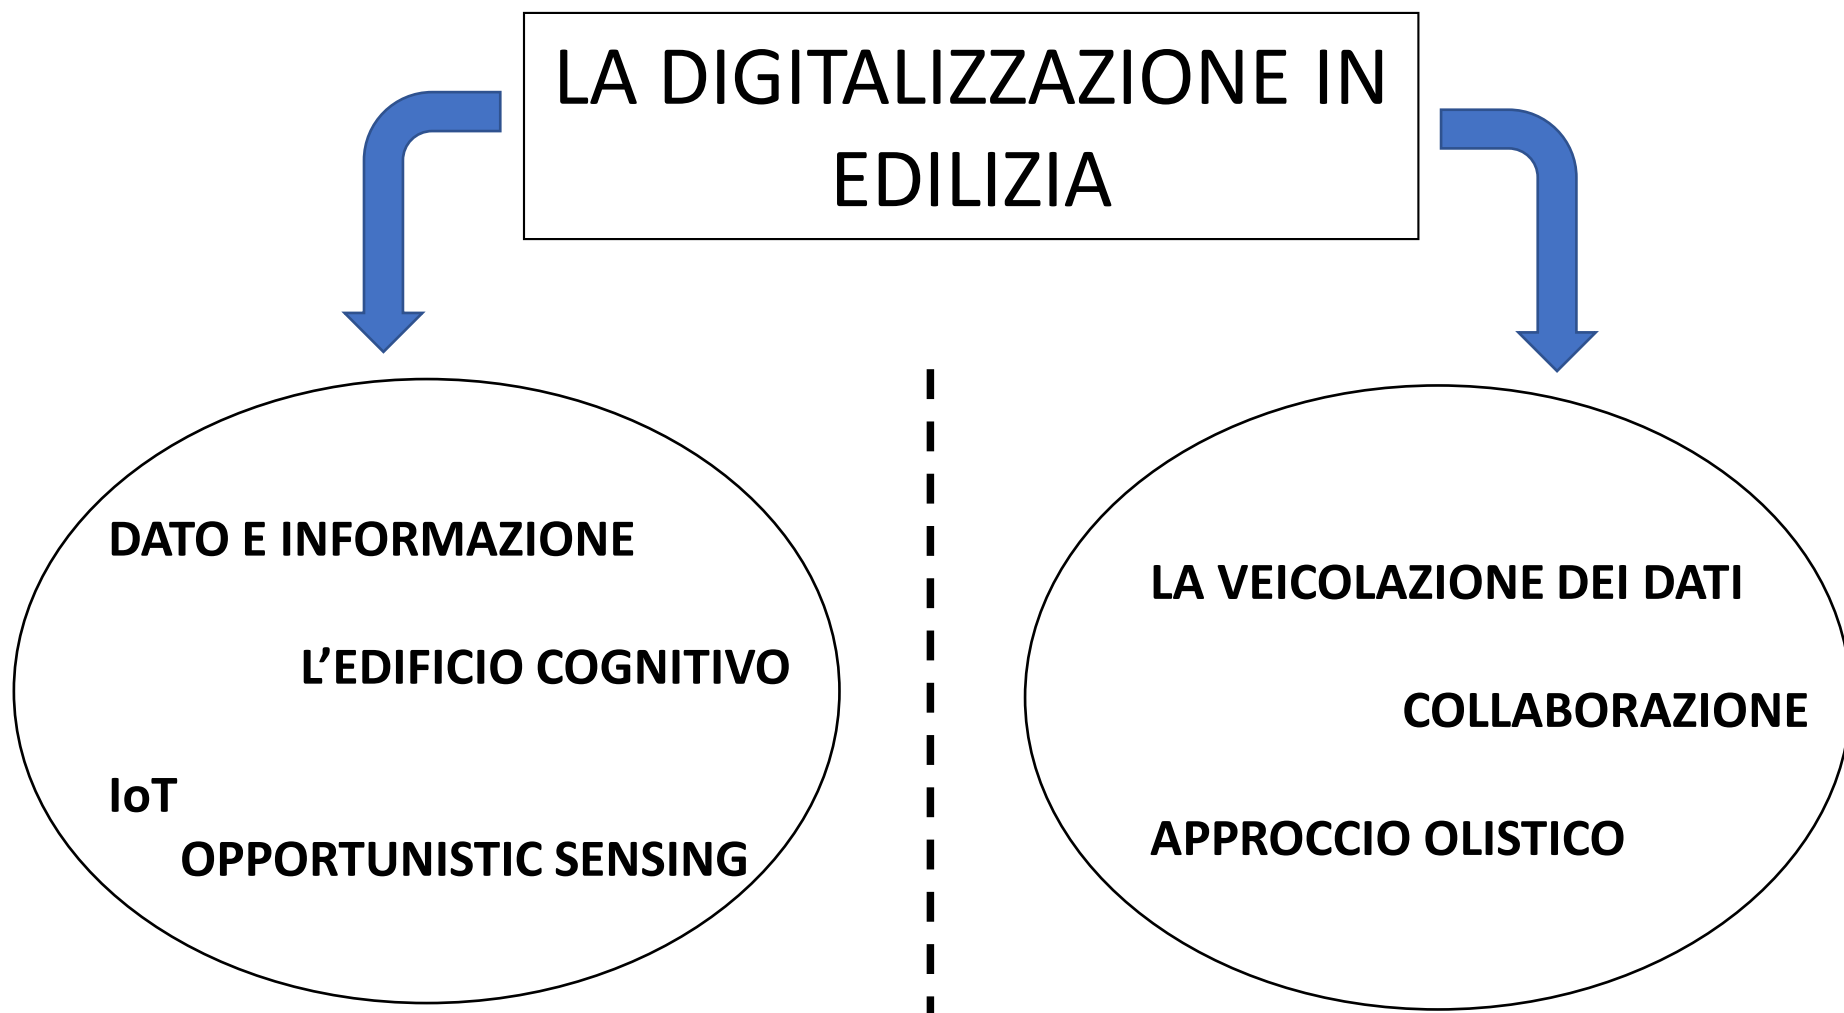 LA DIGITALIZZAZIONE IN
EDILIZIA
DATO E INFORMAZIONE
L’EDIFICIO COGNITIVO
IoT
OPPORTUNISTIC SENSING
LA VEICOLAZIONE DEI DATI
COLLABORAZIONE
APPROCCIO OLISTICO